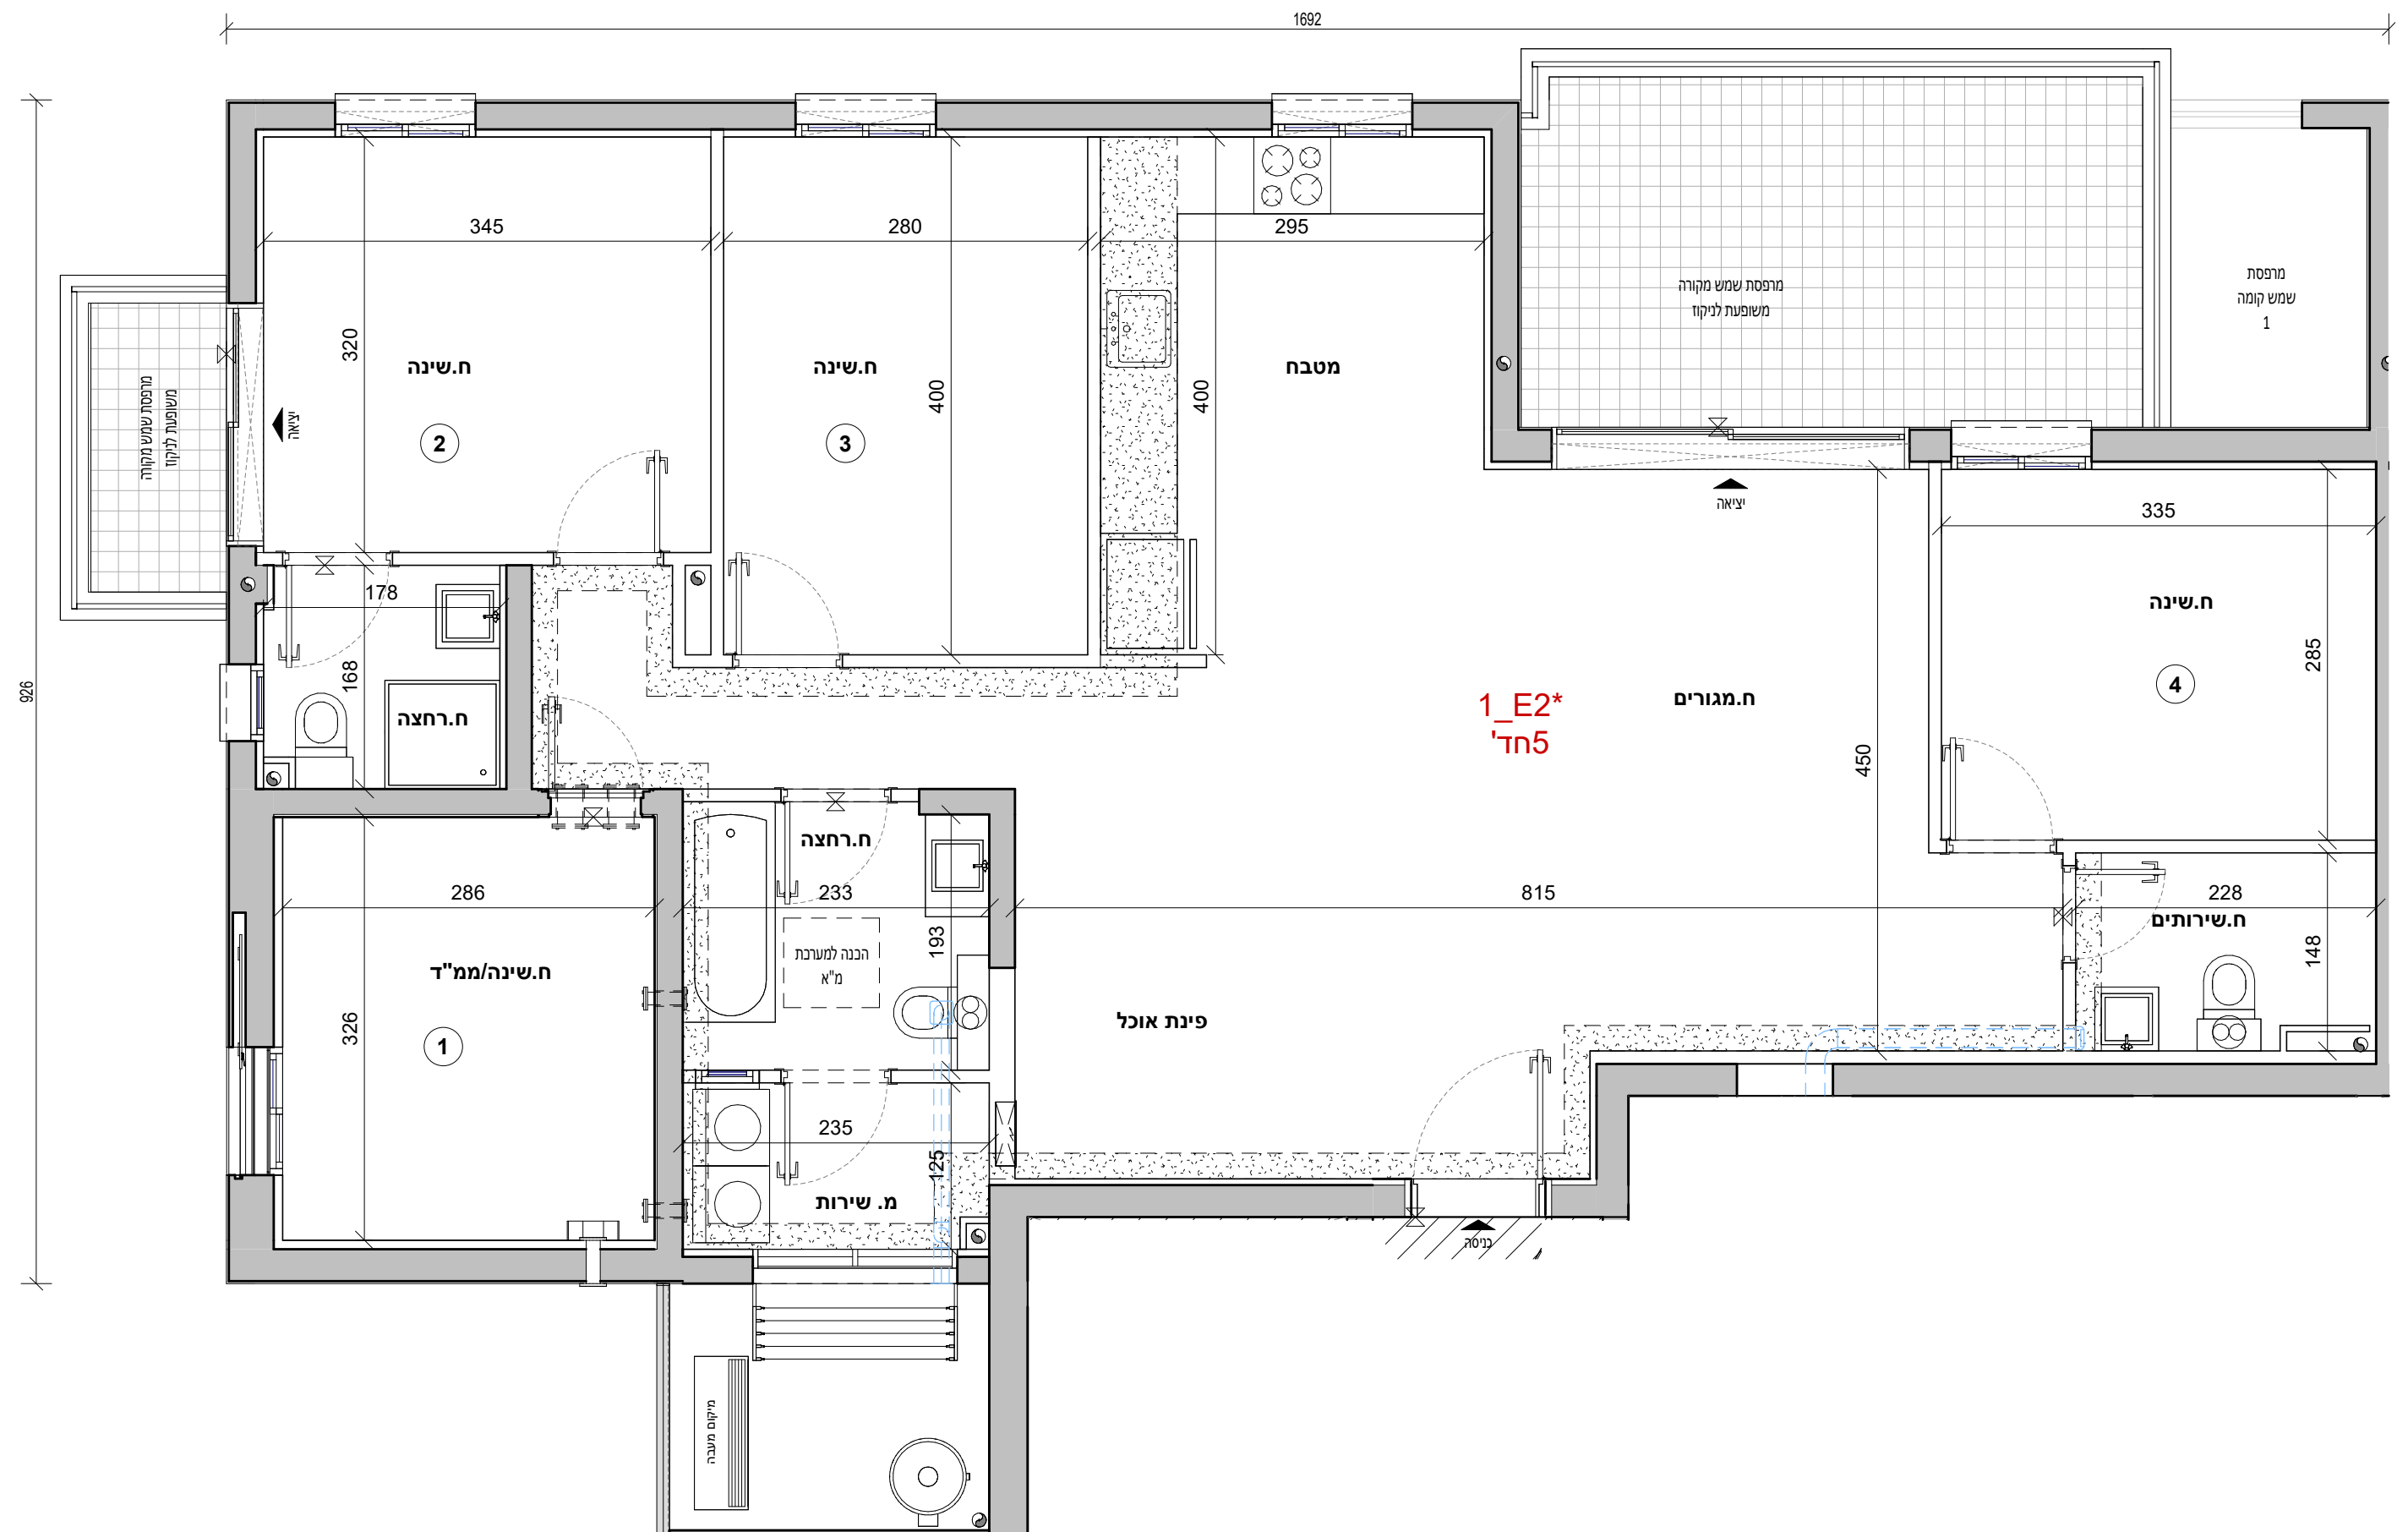 1692
926
345
280
295
320
400
400
ח.שינה
2
ח.שינה
3
מטבח
מרפסת שמש מקורה
משופעת לניקוז
מרפסת
שמש קומה
1
מרפסת שמש מקורה
משופעת לניקוז
יציאה
יציאה
335
285
ח.שינה
4
178
168
ח.רחצה
1_E2*
5חד'
ח.מגורים
450
815
286
326
ח.שינה/ממ"ד
1
ח.רחצה
233
193
הכנה למערכת
מ"א
228
148
ח.שירותים
פינת אוכל
235
125
מ. שירות
כניסה
מיקום מעבה